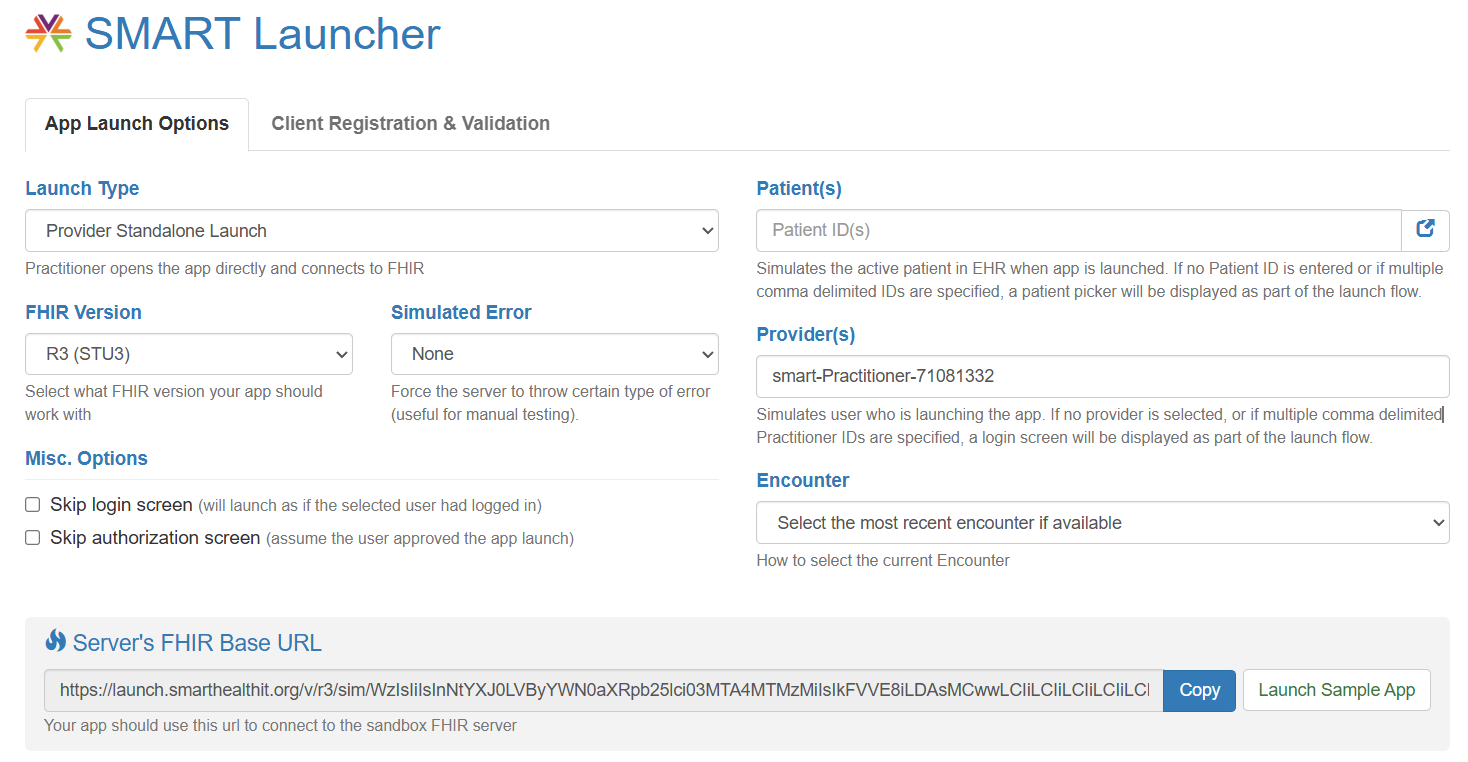 SMART Launcher
App Launch Options
Client Registration & Validation
Launch Type
Provider Standalone Launch
Practitioner opens the app directly and connects to FHIR
FHIR Version
R3 (STU3)
Select what FHIR version your app should
work with
Simulated Error
None
Force the server to throw certain type of error
(useful for manual testing).
Misc. Options
Skip login screen (will launch as if the selected user had logged in)
Skip authorization screen (assume the user approved the app launch)
Patient(s)
Patient ID(s)
Simulates the active patient in EHR when app is launched. If no Patient ID is entered or if multiple
comma delimited IDs are specified, a patient picker will be displayed as part of the launch flow.
Provider(s)
smart-Practitioner-71081332
Simulates user who is launching the app. If no provider is selected, or if multiple comma delimited
Practitioner IDs are specified, a login screen will be displayed as part of the launch flow.
Encounter
Select the most recent encounter if available
How to select the current Encounter
Server's FHIR Base URL
https://launch.smarthealthit.org/v/r3/sim/WzIsIiIsInNtYXJ0LVByYWN0aXRpb25lci03MTA4MTMzMiIsIkFVVE8iLDAsMCwwLCIiLCIiLCIiLCIiLCI
Copy
Launch Sample App
Your app should use this url to connect to the sandbox FHIR server